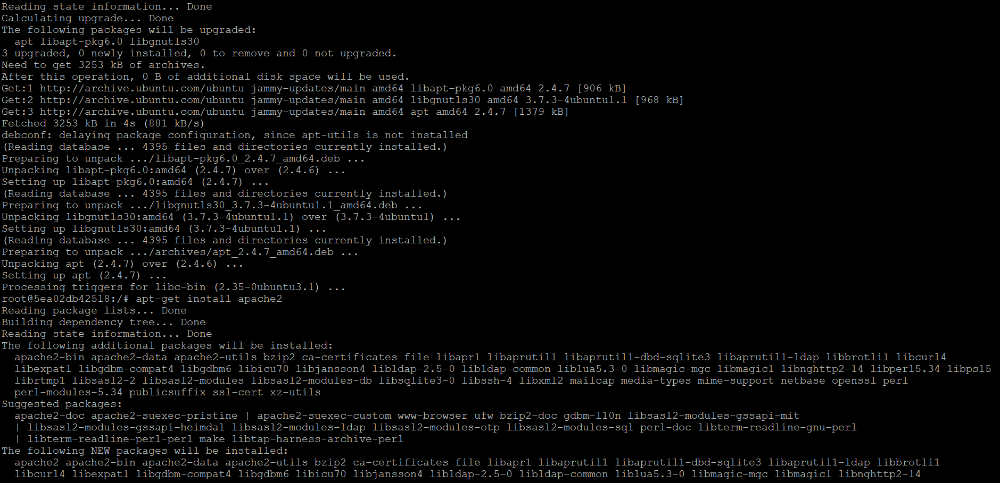 Reading state information... Done
Calculating upgrade... Done
The following packages will be upgraded:
  apt libapt-pkg6.0 libgnutls30
3 upgraded, 0 newly installed, 0 to remove and 0 not upgraded.
Need to get 3253 kB of archives.
After this operation, 0 B of additional disk space will be used.
Get:1 http://archive.ubuntu.com/ubuntu jammy-updates/main amd64 libapt-pkg6.0 amd64 2.4.7 [906 kB]
Get:2 http://archive.ubuntu.com/ubuntu jammy-updates/main amd64 libgnutls30 amd64 3.7.3-4ubuntu1.1 [968 kB]
Get:3 http://archive.ubuntu.com/ubuntu jammy-updates/main amd64 apt amd64 2.4.7 [1379 kB]
Fetched 3253 kB in 4s (881 kB/s)
debconf: delaying package configuration, since apt-utils is not installed
(Reading database ... 4395 files and directories currently installed.)
Preparing to unpack .../libapt-pkg6.0_2.4.7_amd64.deb ...
Unpacking libapt-pkg6.0:amd64 (2.4.7) over (2.4.6) ...
Setting up libapt-pkg6.0:amd64 (2.4.7) ...
(Reading database ... 4395 files and directories currently installed.)
Preparing to unpack .../libgnutls30_3.7.3-4ubuntu1.1_amd64.deb ...
Unpacking libgnutls30:amd64 (3.7.3-4ubuntu1.1) over (3.7.3-4ubuntu1) ...
Setting up libgnutls30:amd64 (3.7.3-4ubuntu1.1) ...
(Reading database ... 4395 files and directories currently installed.)
Preparing to unpack .../archives/apt_2.4.7_amd64.deb ...
Unpacking apt (2.4.7) over (2.4.6) ...
Setting up apt (2.4.7) ...
Processing triggers for libc-bin (2.35-0ubuntu3.1) ...
root@5ea02db42518:/# apt-get install apache2
Reading package lists... Done
Building dependency tree... Done
Reading state information... Done
The following additional packages will be installed:
  apache2-bin apache2-data apache2-utils bzip2 ca-certificates file libapr1 libaprutil1 libaprutil1-dbd-sqlite3 libaprutil1-ldap libbrotli1 libcurl4
  libexpat1 libgdbm-compat4 libgdbm6 libicu70 libjansson4 libldap-2.5-0 libldap-common liblua5.3-0 libmagic-mgc libmagic1 libnghttp2-14 libperl5.34 libpsl5
  librtmp1 libsasl2-2 libsasl2-modules libsasl2-modules-db libsqlite3-0 libssh-4 libxml2 mailcap media-types mime-support netbase openssl perl
  perl-modules-5.34 publicsuffix ssl-cert xz-utils
Suggested packages:
  apache2-doc apache2-suexec-pristine | apache2-suexec-custom www-browser ufw bzip2-doc gdbm-l10n libsasl2-modules-gssapi-mit
  | libsasl2-modules-gssapi-heimdal libsasl2-modules-ldap libsasl2-modules-otp libsasl2-modules-sql perl-doc libterm-readline-gnu-perl
  | libterm-readline-perl-perl make libtap-harness-archive-perl
The following NEW packages will be installed:
  apache2 apache2-bin apache2-data apache2-utils bzip2 ca-certificates file libapr1 libaprutil1 libaprutil1-dbd-sqlite3 libaprutil1-ldap libbrotli1
  libcurl4 libexpat1 libgdbm-compat4 libgdbm6 libicu70 libjansson4 libldap-2.5-0 libldap-common liblua5.3-0 libmagic-mgc libmagic1 libnghttp2-14